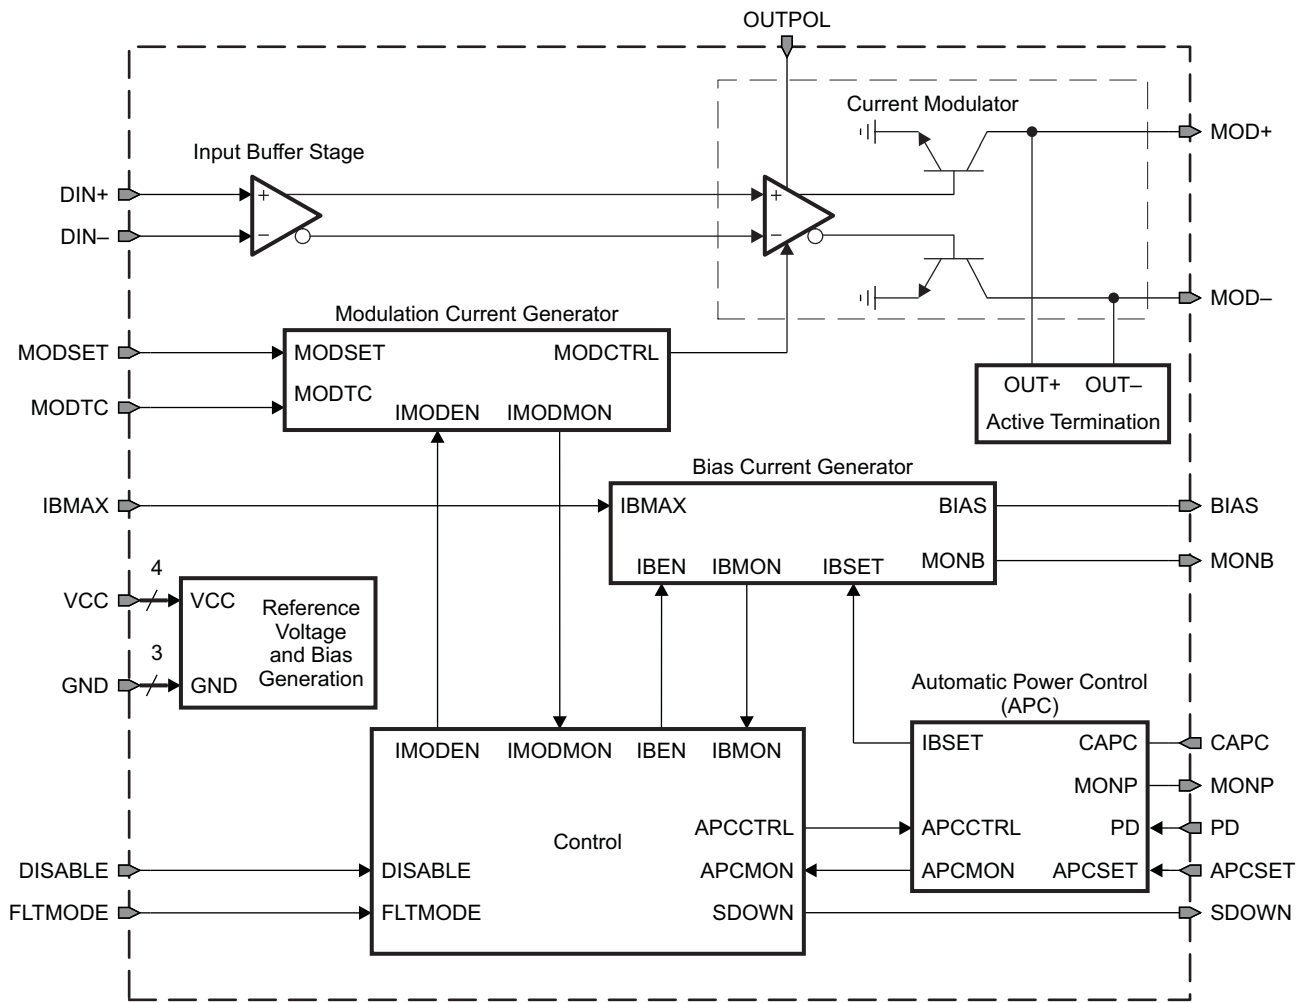 OUTPOL
Current Modulator
MOD+
Input Buffer Stage
DIN+
+
+
DIN–
–
–
MOD–
Modulation Current Generator
MODSET
MODSET
MODCTRL
MODTC
MODTC
IMODEN
IMODMON
OUT+
OUT–
Active Termination
Bias Current Generator
IBMAX
IBMAX
BIAS
BIAS
IBEN
IBMON
IBSET
MONB
MONB
4
VCC
VCC
Reference
Voltage
and Bias
Generation
3
GND
GND
Automatic Power Control
(APC)
IMODEN
IMODMON
IBEN
IBMON
IBSET
CAPC
CAPC
MONP
MONP
Control
APCCTRL
APCCTRL
PD
PD
DISABLE
DISABLE
APCMON
APCMON
APCSET
APCSET
FLTMODE
FLTMODE
SDOWN
SDOWN